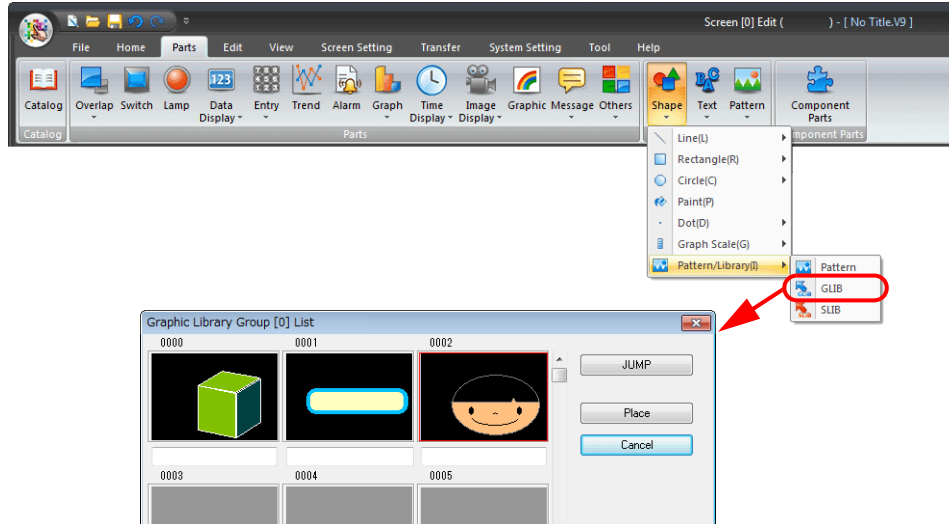 Screen [0] Edit ( ) - [ No Title.V9 ]
File Home Parts Edit View Screen Setting Transfer System Setting Tool Help
Catalog Overlap Switch Lamp Data Display Entry Trend Alarm Graph Time Display Image Display Graphic Message Others Shape Text Pattern Component Parts
Catalog Parts mponent Parts
Line(L)
Rectangle(R)
Circle(C)
Paint(P)
Dot(D)
Graph Scale(G)
Pattern/Library(I)
Pattern
GLIB
SLIB
Graphic Library Group [0] List
0000 0001 0002
JUMP
Place
Cancel
0003 0004 0005